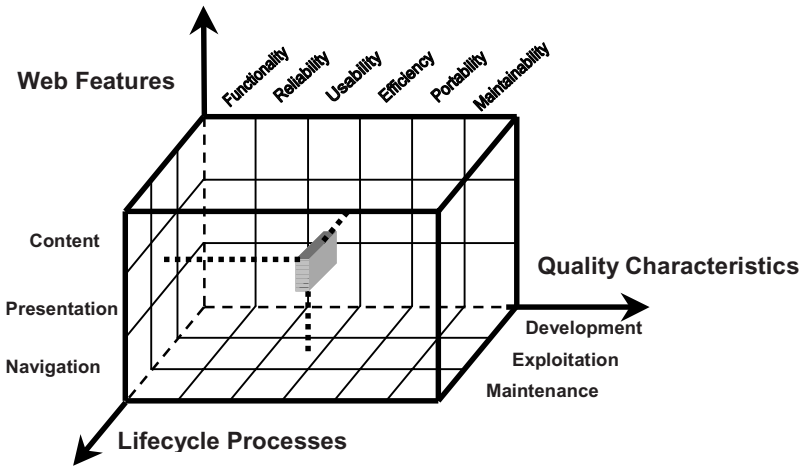 Web Features
Functionality
Reliability
Usability
Efficiency
Portability
Maintainability
Content
Presentation
Navigation
Quality Characteristics
Development
Exploitation
Maintenance
Lifecycle Processes